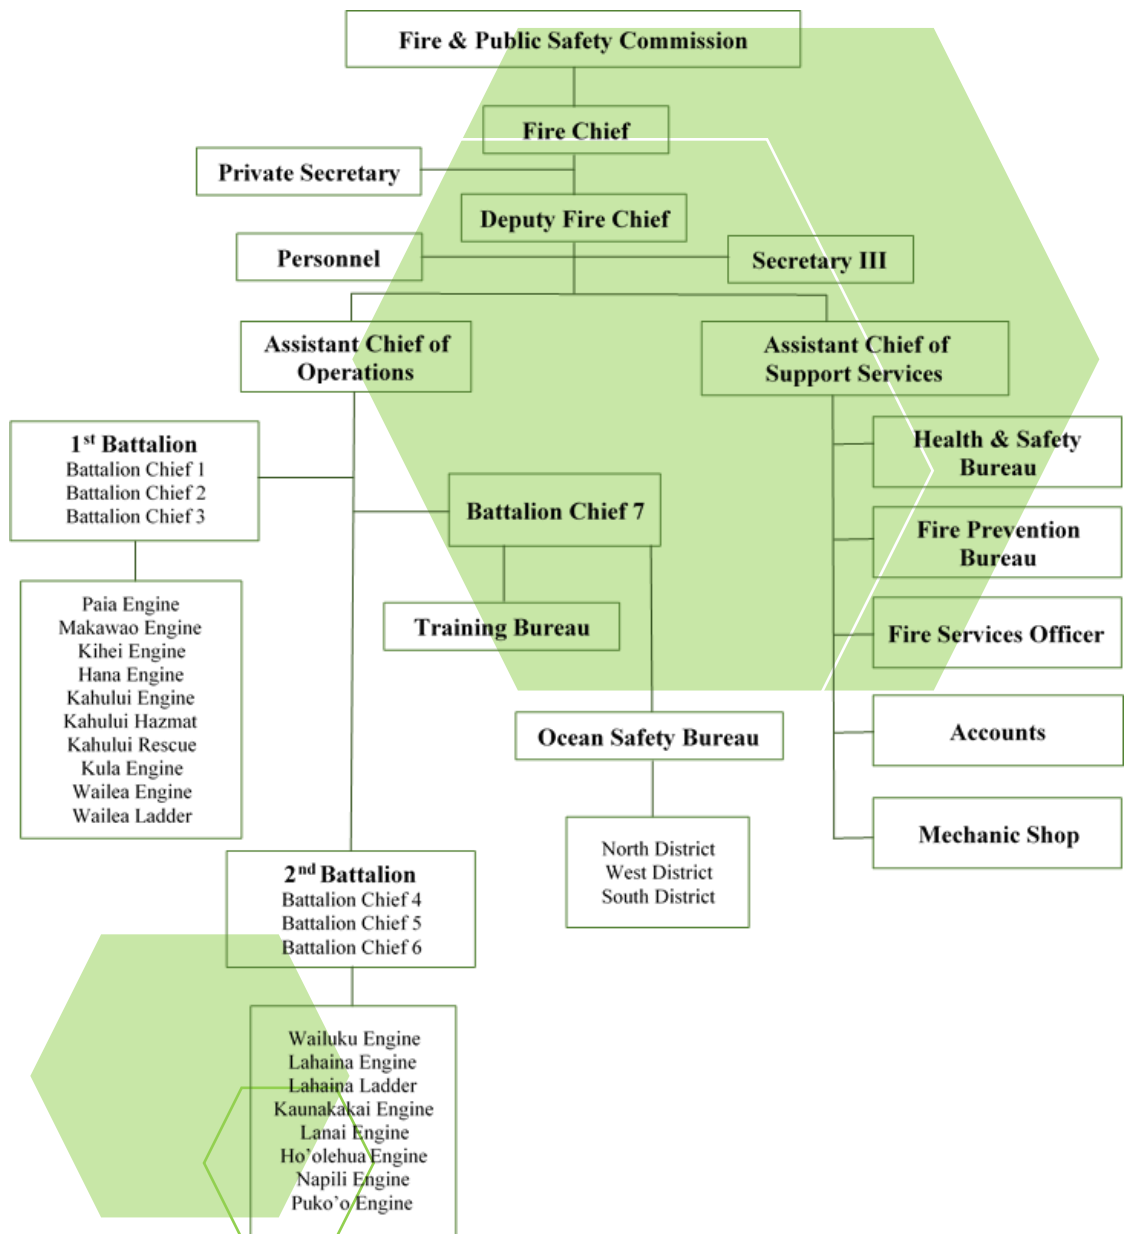 Fire & Public Safety Commission
Fire Chief
Private Secretary
Deputy Fire Chief
Personnel
Secretary III
Assistant Chief of
Operations
Assistant Chief of
Support Services
1st Battalion
Battalion Chief 1
Battalion Chief 2
Battalion Chief 3
Health & Safety
Bureau
Battalion Chief 7
Fire Prevention
Bureau
Paia Engine
Makawao Engine
Kihei Engine
Hana Engine
Kahului Engine
Kahului Hazmat
Kahului Rescue
Kula Engine
Wailea Engine
Wailea Ladder
Training Bureau
Fire Services Officer
Ocean Safety Bureau
Accounts
Mechanic Shop
North District
West District
South District
2nd Battalion
Battalion Chief 4
Battalion Chief 5
Battalion Chief 6
Wailuku Engine
Lahaina Engine
Lahaina Ladder
Kaunakakai Engine
Lanai Engine
Ho’olehua Engine
Napili Engine
Puko’o Engine